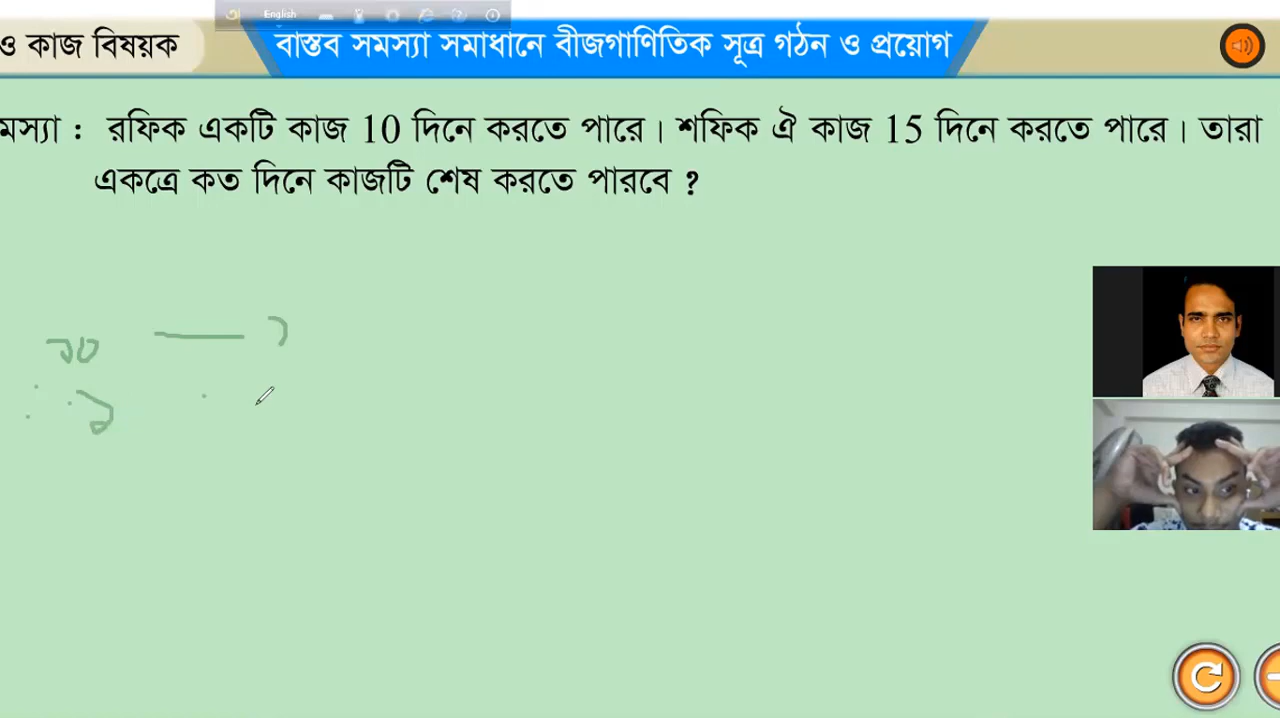 English
ও কাজ বিষয়ক
বাস্তব সমস্যা সমাধানে বীজগাণিতিক সূত্র গঠন ও প্রয়োগ
মস্যা : রফিক একটি কাজ 10 দিনে করতে পারে। শফিক ঐ কাজ 15 দিনে করতে পারে। তারা
একত্রে কত দিনে কাজটি শেষ করতে পারবে ?
১০
১